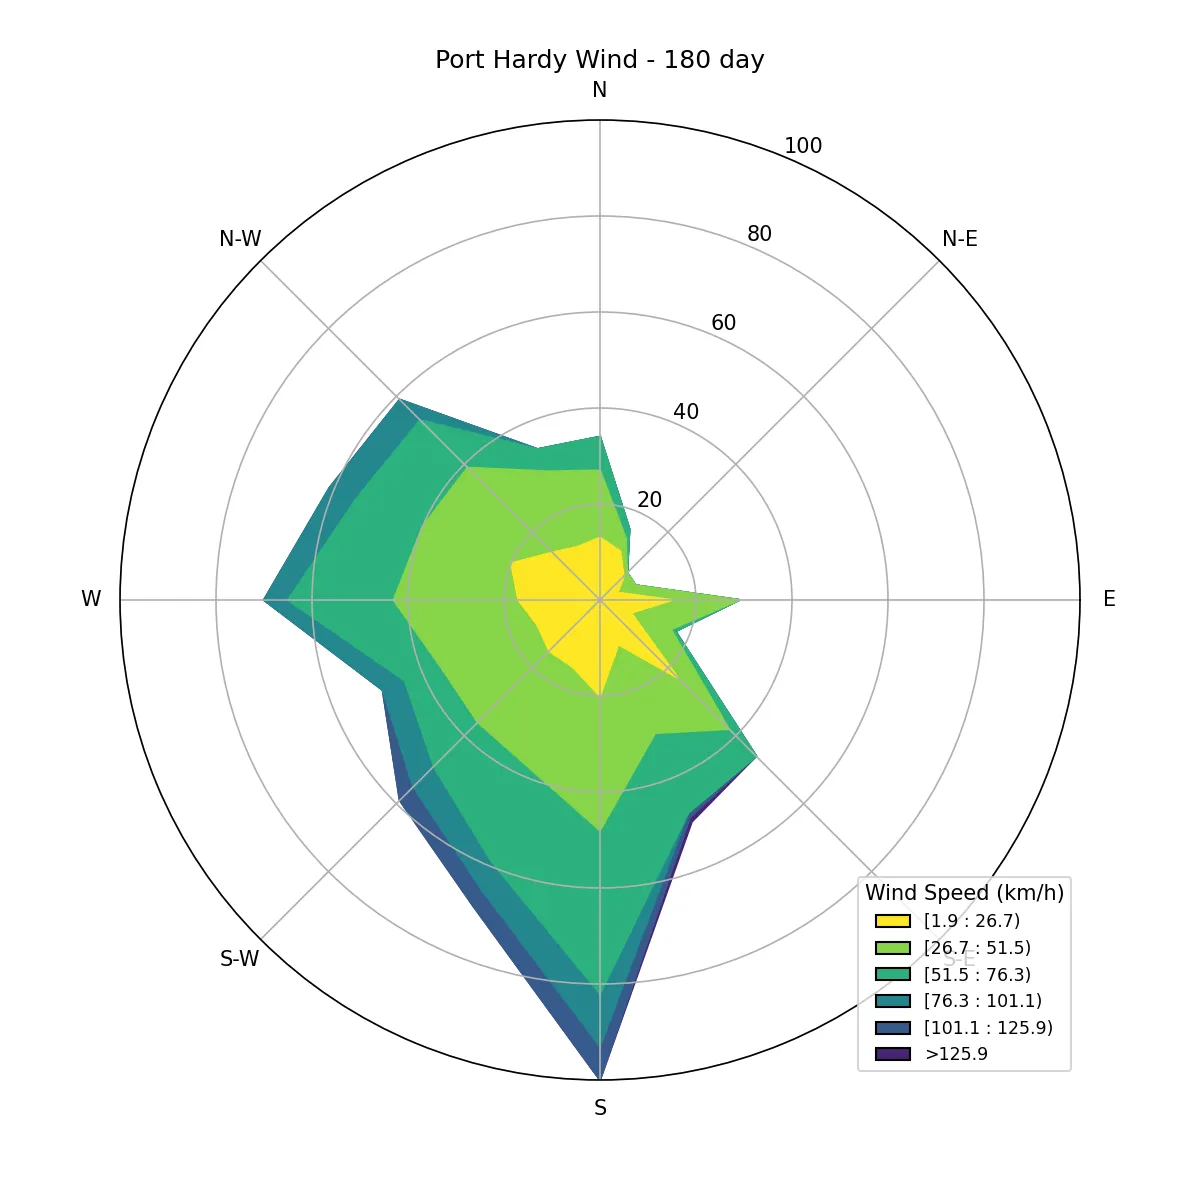 Port Hardy Wind - 180 day
N
100
N-W
80
N-E
60
40
20
W
E
S-W
S-E
S
Wind Speed (km/h)
[1.9 : 26.7)
[26.7 : 51.5)
[51.5 : 76.3)
[76.3 : 101.1)
[101.1 : 125.9)
>125.9